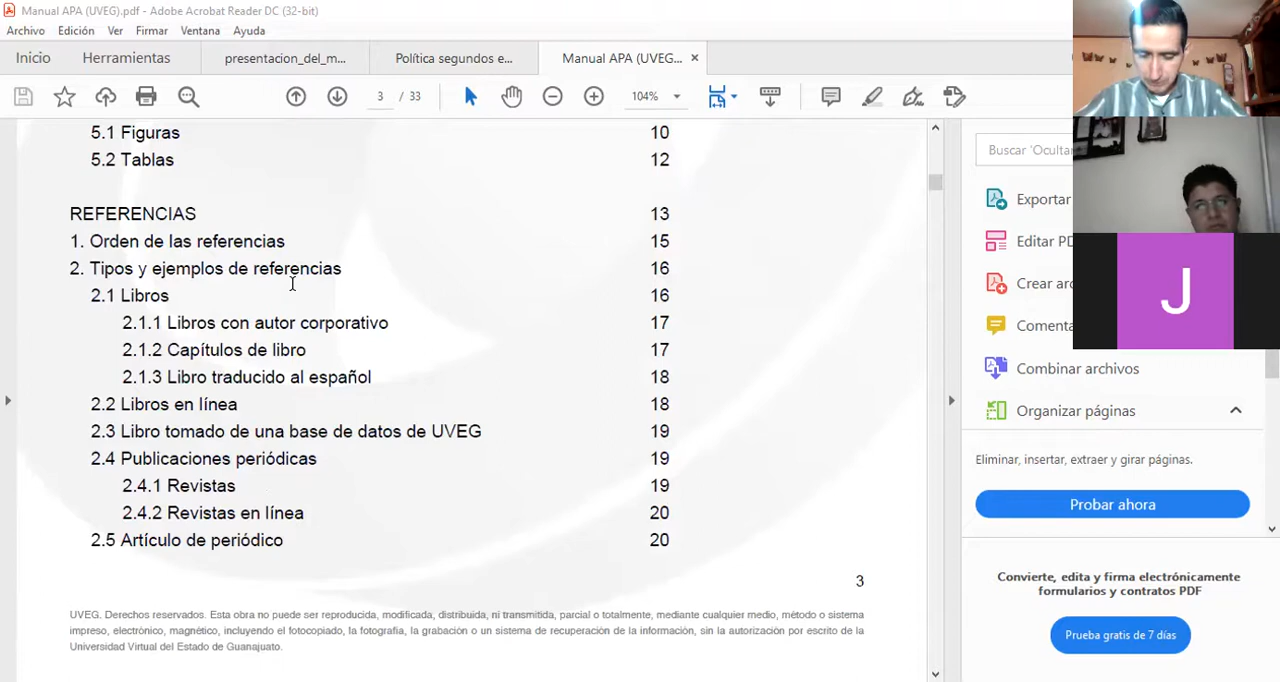 Manual APA (UVEG).pdf - Adobe Acrobat Reader DC (32-bit)
Archivo Edición Ver Firmar Ventana Ayuda
Inicio Herramientas presentacion_del_m... Política segundos e... Manual APA (UVEG... ×
3 / 33 104%
5.1 Figuras 10
5.2 Tablas 12
REFERENCIAS 13
1. Orden de las referencias 15
2. Tipos y ejemplos de referencias 16
2.1 Libros 16
2.1.1 Libros con autor corporativo 17
2.1.2 Capítulos de libro 17
2.1.3 Libro traducido al español 18
2.2 Libros en línea 18
2.3 Libro tomado de una base de datos de UVEG 19
2.4 Publicaciones periódicas 19
2.4.1 Revistas 19
2.4.2 Revistas en línea 20
2.5 Artículo de periódico 20
3
UVEG. Derechos reservados. Esta obra no puede ser reproducida, modificada, distribuida, ni transmitida, parcial o totalmente, mediante cualquier medio, método o sistema
impreso, electrónico, magnético, incluyendo el fotocopiado, la fotografía, la grabación o un sistema de recuperación de la información, sin la autorización por escrito de la
Universidad Virtual del Estado de Guanajuato.
Buscar 'Ocultar
Exportar
Editar PD
Crear arc
Comenta
Combinar archivos
Organizar páginas
Eliminar, insertar, extraer y girar páginas.
Probar ahora
Convierte, edita y firma electrónicamente
formularios y contratos PDF
Prueba gratis de 7 días
J